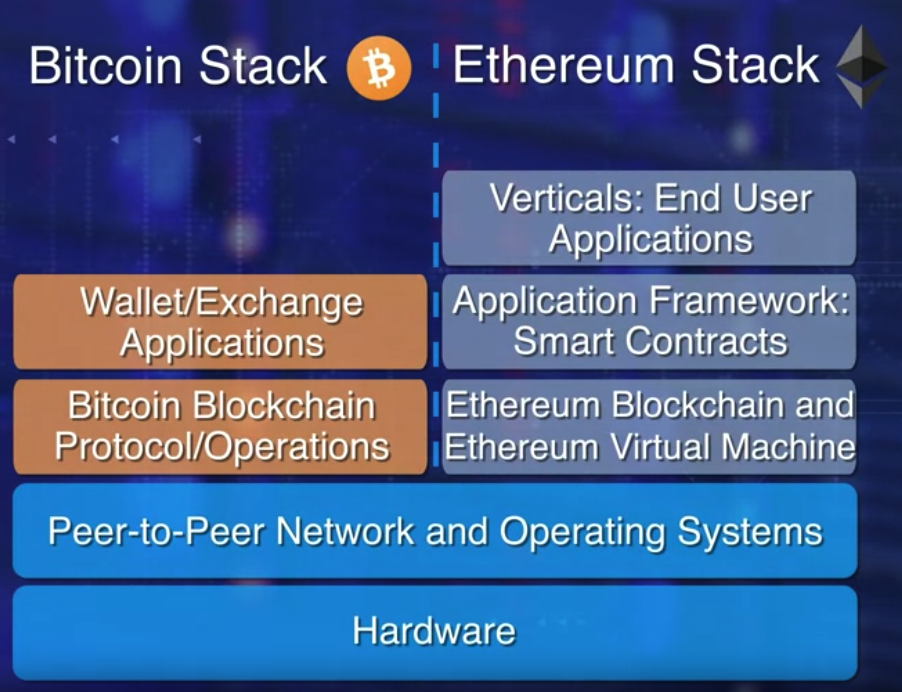 Bitcoin Stack
Ethereum Stack
Verticals: End User
Applications
Wallet/Exchange
Applications
Application Framework:
Smart Contracts
Bitcoin Blockchain
Protocol/Operations
Ethereum Blockchain and
Ethereum Virtual Machine
Peer-to-Peer Network and Operating Systems
Hardware